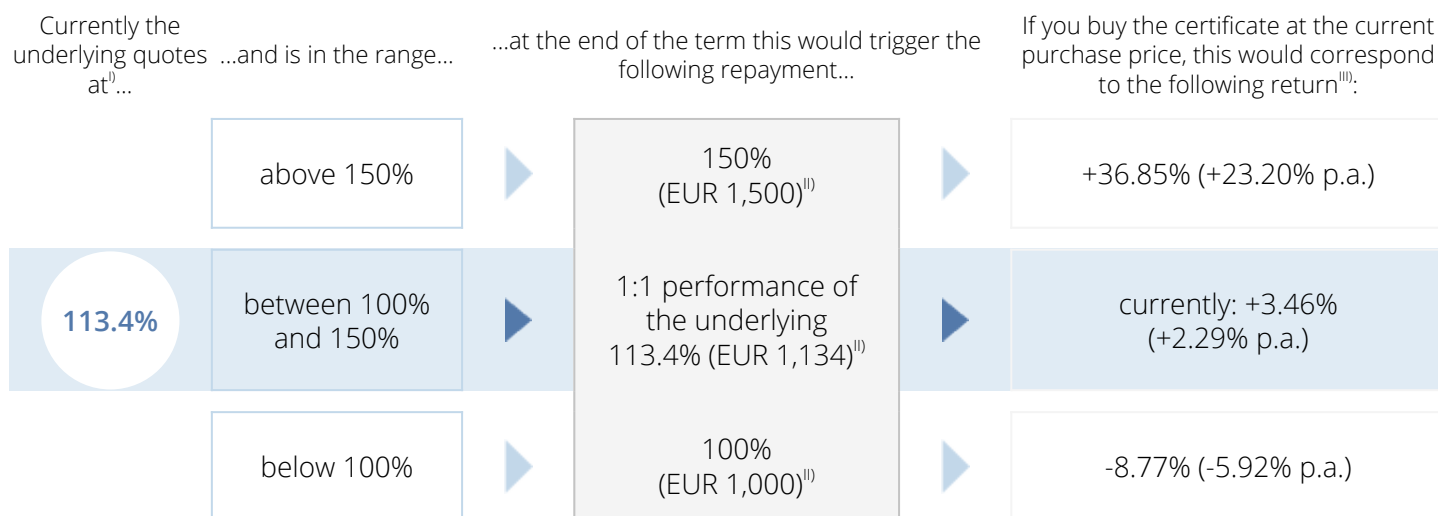 Currently the
underlying quotes
at^I)...
...and is in the range...
...at the end of the term this would trigger the
following repayment...
If you buy the certificate at the current
purchase price, this would correspond
to the following return^III):
above 150%
150%
(EUR 1,500)^II)
+36.85% (+23.20% p.a.)
113.4%
between 100%
and 150%
1:1 performance of
the underlying
113.4% (EUR 1,134)^II)
currently: +3.46%
(+2.29% p.a.)
below 100%
100%
(EUR 1,000)^II)
-8.77% (-5.92% p.a.)